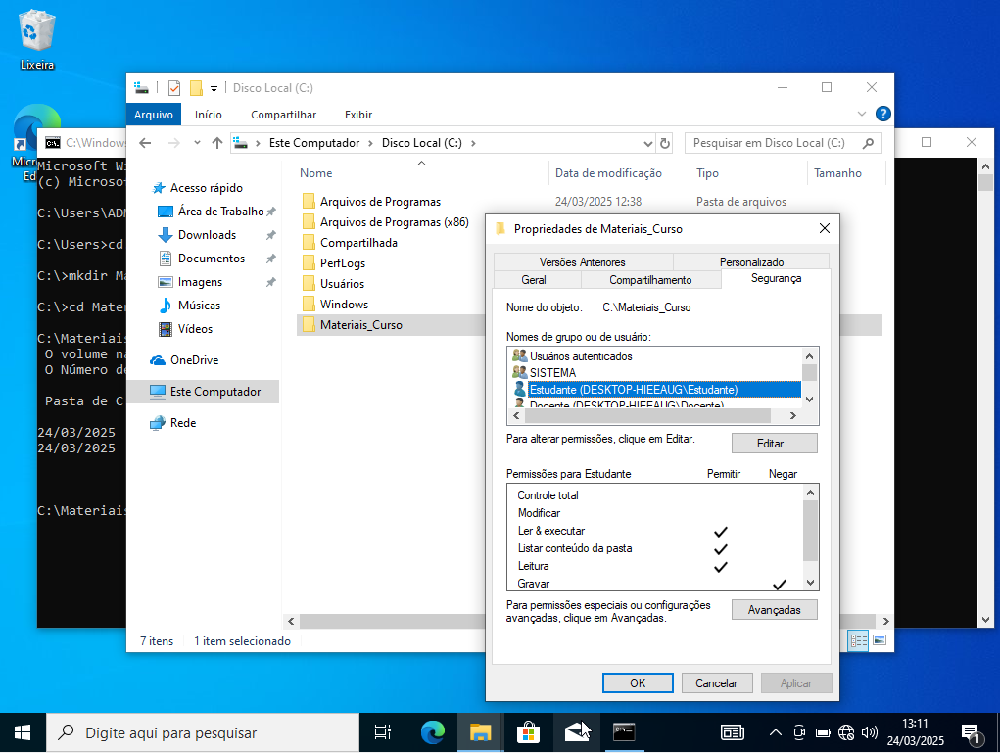 Lixeira
Disco Local (C:)
Arquivo Início Compartilhar Exibir
Este Computador Disco Local (C:)
Pesquisar em Disco Local (C:)
C:\Windows
Microsoft
(c) Microsof
C:\Users\ADM
C:\Users>cd
C:\>mkdir Ma
C:\>cd Mater
C:\Materiais
O volume na
O Número de
Pasta de C
24/03/2025
24/03/2025
C:\Materiais
Acesso rápido
Área de Trabalho
Downloads
Documentos
Imagens
Músicas
Vídeos
OneDrive
Este Computador
Rede
Nome Data de modificação Tipo Tamanho
Arquivos de Programas 24/03/2025 12:38 Pasta de arquivos
Arquivos de Programas (x86)
Compartilhada
PerfLogs
Usuários
Windows
Materiais_Curso
7 itens 1 item selecionado
Propriedades de Materiais_Curso
Versões Anteriores Personalizado
Geral Compartilhamento Segurança
Nome do objeto: C:\Materiais_Curso
Nomes de grupo ou de usuário:
Usuários autenticados
SISTEMA
Estudante (DESKTOP-HIEEAUG\Estudante)
Docente (DESKTOP-HIEEAUG\Docente)
Para alterar permissões, clique em Editar.
Editar...
Permissões para Estudante Permitir Negar
Controle total
Modificar
Ler & executar
Listar conteúdo da pasta
Leitura
Gravar
Para permissões especiais ou configurações
avançadas, clique em Avançadas.
Avançadas
OK Cancelar Aplicar
Digite aqui para pesquisar
13:11
24/03/2025
1